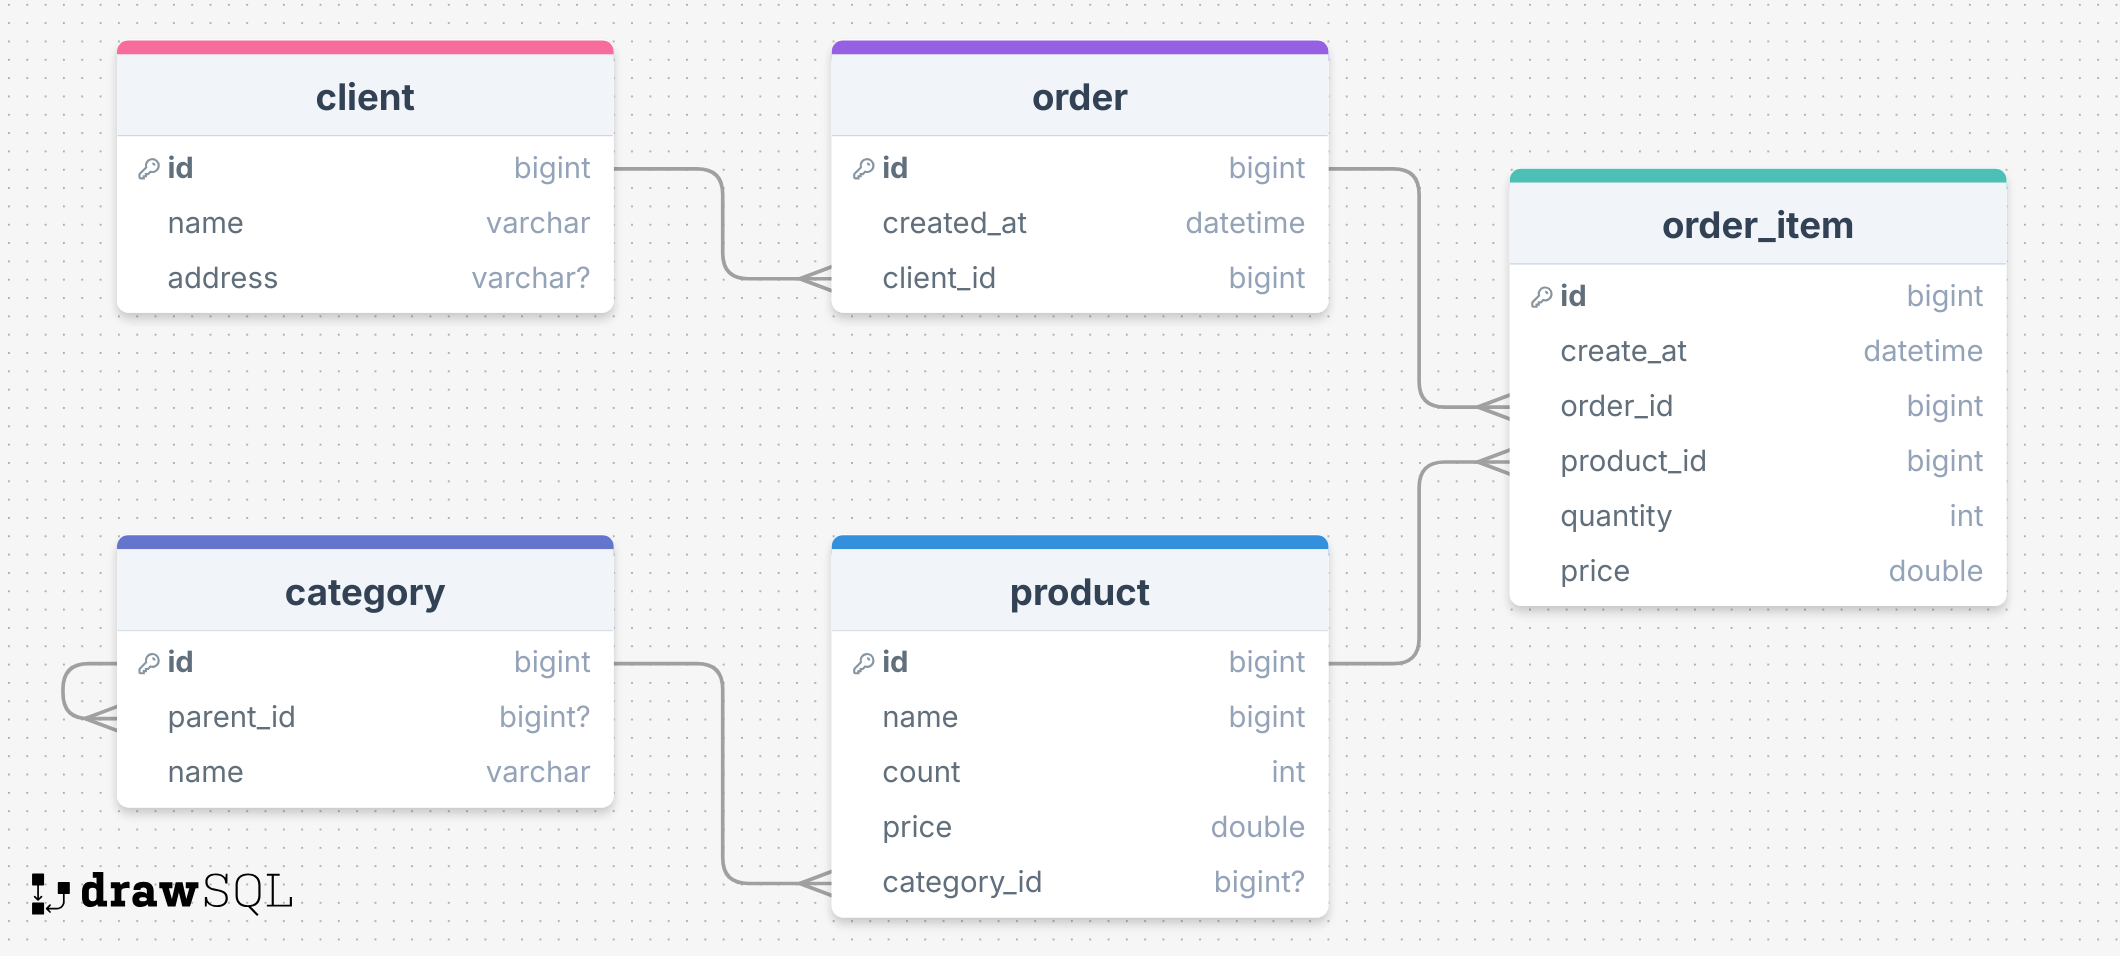 client
id bigint
name varchar
address varchar?
order
id bigint
created_at datetime
client_id bigint
order_item
id bigint
create_at datetime
order_id bigint
product_id bigint
quantity int
price double
category
id bigint
parent_id bigint?
name varchar
product
id bigint
name bigint
count int
price double
category_id bigint?
drawSQL